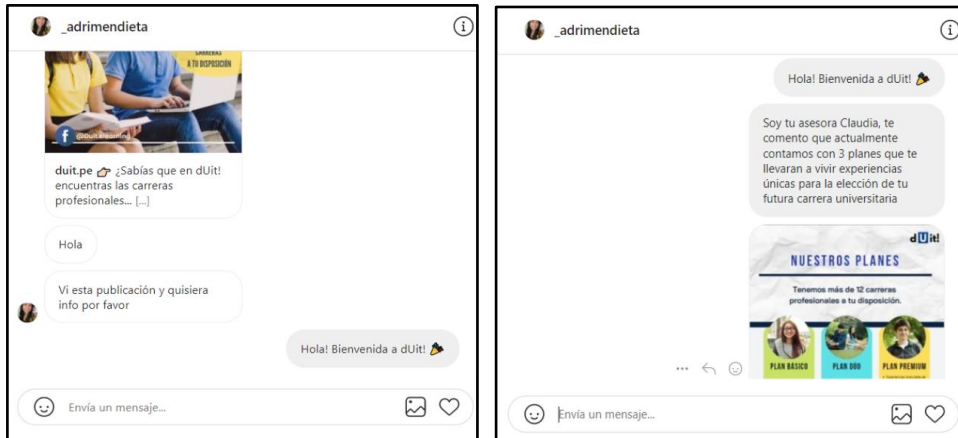 _adrimendieta
CARRERAS
A TU DISPOSICIÓN
@Duit.elearning
duit.pe 👉 ¿Sabías que en dUit!
encuentras las carreras
profesionales... [...]
Hola
Vi esta publicación y quisiera
info por favor
Hola! Bienvenida a dUit! 🎉
Envía un mensaje...
_adrimendieta
Hola! Bienvenida a dUit! 🎉
Soy tu asesora Claudia, te
comento que actualmente
contamos con 3 planes que te
llevaran a vivir experiencias
únicas para la elección de tu
futura carrera universitaria
dUit!
NUESTROS PLANES
Tenemos más de 12 carreras
profesionales a tu disposición.
PLAN BÁSICO
PLAN DÚO
PLAN PREMIUM
Envía un mensaje...